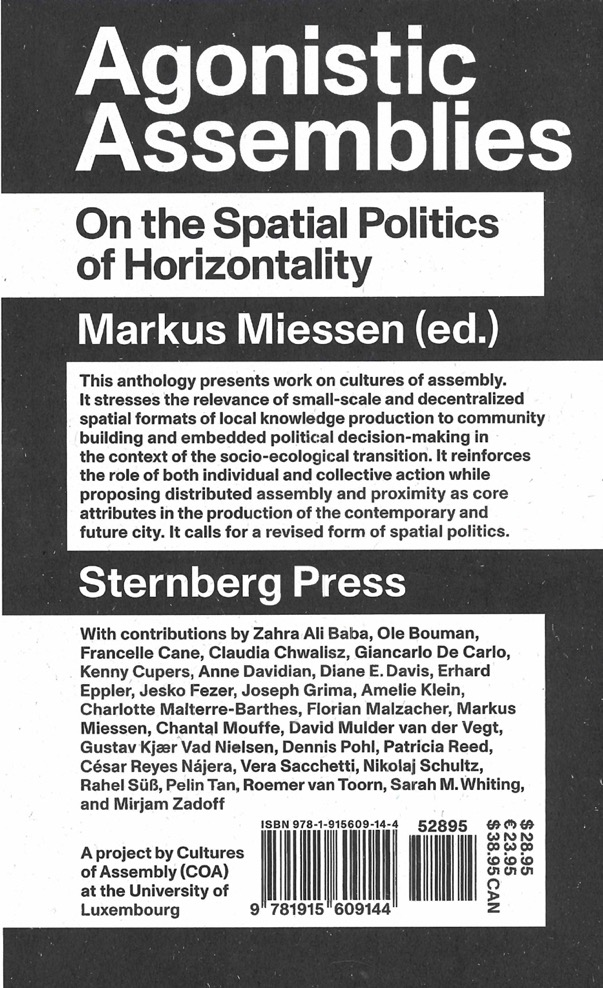 Agonistic
Assemblies
On the Spatial Politics
of Horizontality
Markus Miessen (ed.)
This anthology presents work on cultures of assembly.
It stresses the relevance of small-scale and decentralized
spatial formats of local knowledge production to community
building and embedded political decision-making in
the context of the socio-ecological transition. It reinforces
the role of both individual and collective action while
proposing distributed assembly and proximity as core
attributes in the production of the contemporary and
future city. It calls for a revised form of spatial politics.
Sternberg Press
With contributions by Zahra Ali Baba, Ole Bouman,
Francelle Cane, Claudia Chwalisz, Giancarlo De Carlo,
Kenny Cupers, Anne Davidian, Diane E. Davis, Erhard
Eppler, Jesko Fezer, Joseph Grima, Amelie Klein,
Charlotte Malterre-Barthes, Florian Malzacher, Markus
Miessen, Chantal Mouffe, David Mulder van der Vegt,
Gustav Kjær Vad Nielsen, Dennis Pohl, Patricia Reed,
César Reyes Nájera, Vera Sacchetti, Nikolaj Schultz,
Rahel Süß, Pelin Tan, Roemer van Toorn, Sarah M. Whiting,
and Mirjam Zadoff
A project by Cultures
of Assembly (COA)
at the University of
Luxembourg
ISBN 978-1-915609-14-4
9 781915 609144
52895
$28.95
€23.95
$38.95 CAN